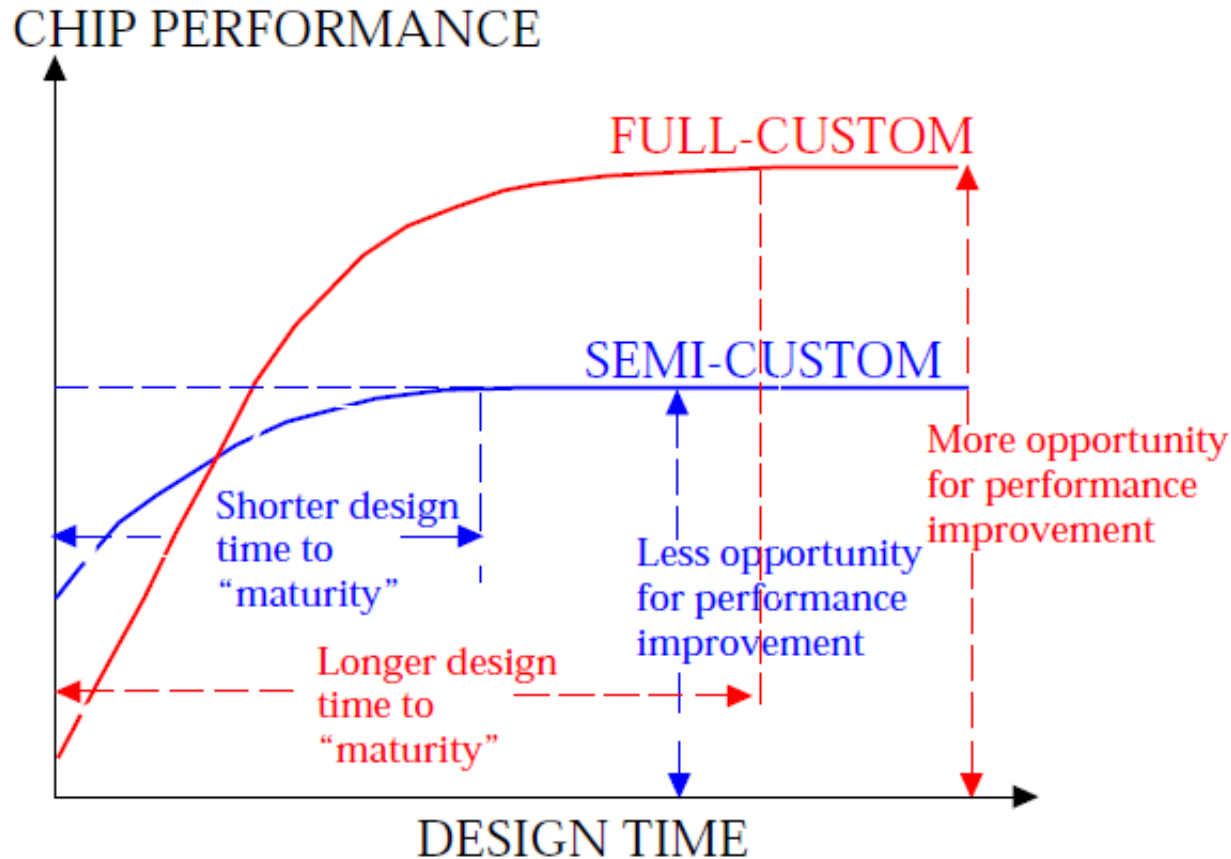 CHIP PERFORMANCE
FULL-CUSTOM
SEMI-CUSTOM
More opportunity
for performance
improvement
Shorter design
time to
“maturity”
Less opportunity
for performance
improvement
Longer design
time to
“maturity”
DESIGN TIME